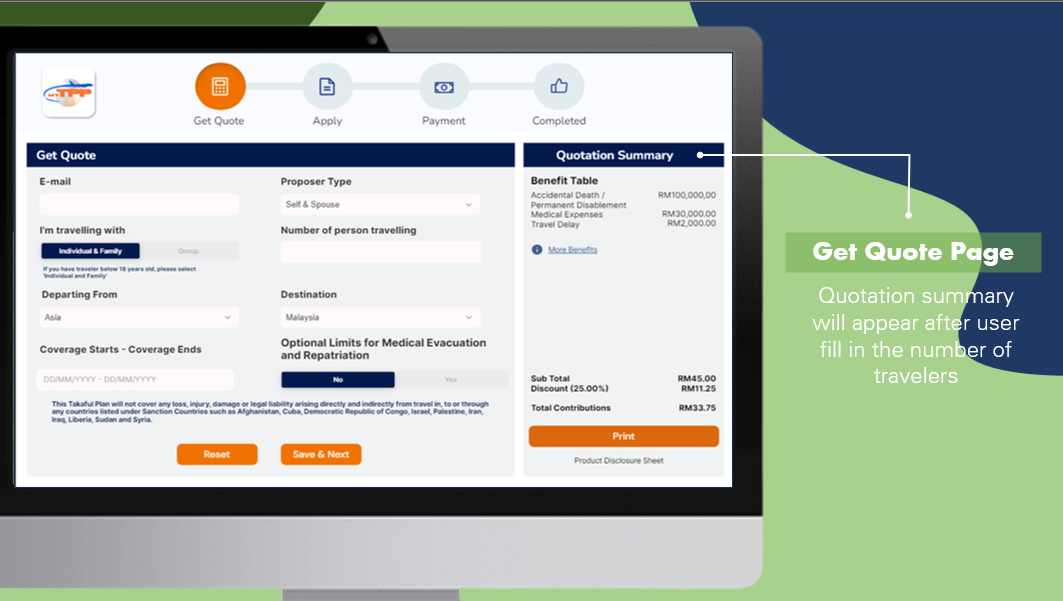 MY TPP
Get Quote
Apply
Payment
Completed
Get Quote
E-mail
Proposer Type
Self & Spouse
I'm travelling with
Number of person travelling
Individual & Family
Group
If you have traveler below 18 years old, please select
'Individual and Family'
Departing From
Destination
Asia
Malaysia
Coverage Starts - Coverage Ends
Optional Limits for Medical Evacuation
and Repatriation
DD/MM/YYYY - DD/MM/YYYY
No
Yes
This Takaful Plan will not cover any loss, injury, damage or legal liability arising directly and indirectly from travel in, to or through
any countries listed under Sanction Countries such as Afghanistan, Cuba, Democratic Republic of Congo, Israel, Palestine, Iran,
Iraq, Liberia, Sudan and Syria.
Reset
Save & Next
Quotation Summary
Benefit Table
Accidental Death / RM100,000,00
Permanent Disablement
Medical Expenses RM30,000.00
Travel Delay RM2,000.00
More Benefits
Sub Total RM45.00
Discount (25.00%) RM11.25
Total Contributions RM33.75
Print
Product Disclosure Sheet
Get Quote Page
Quotation summary
will appear after user
fill in the number of
travelers